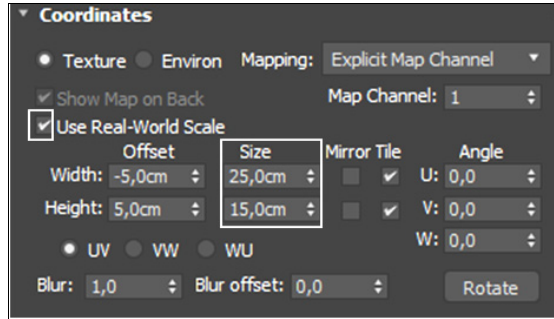 Coordinates
Texture Environ Mapping: Explicit Map Channel
Show Map on Back Map Channel: 1
Use Real-World Scale
Offset Size Mirror Tile Angle
Width: -5,0cm 25,0cm U: 0,0
Height: 5,0cm 15,0cm V: 0,0
UV VW WU W: 0,0
Blur: 1,0 Blur offset: 0,0 Rotate